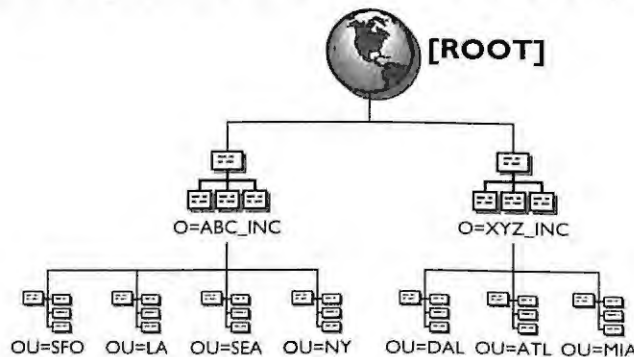 [ROOT]
O=ABC_INC O=XYZ_INC
OU=SFO OU=LA OU=SEA OU=NY OU=DAL OU=ATL OU=MIA